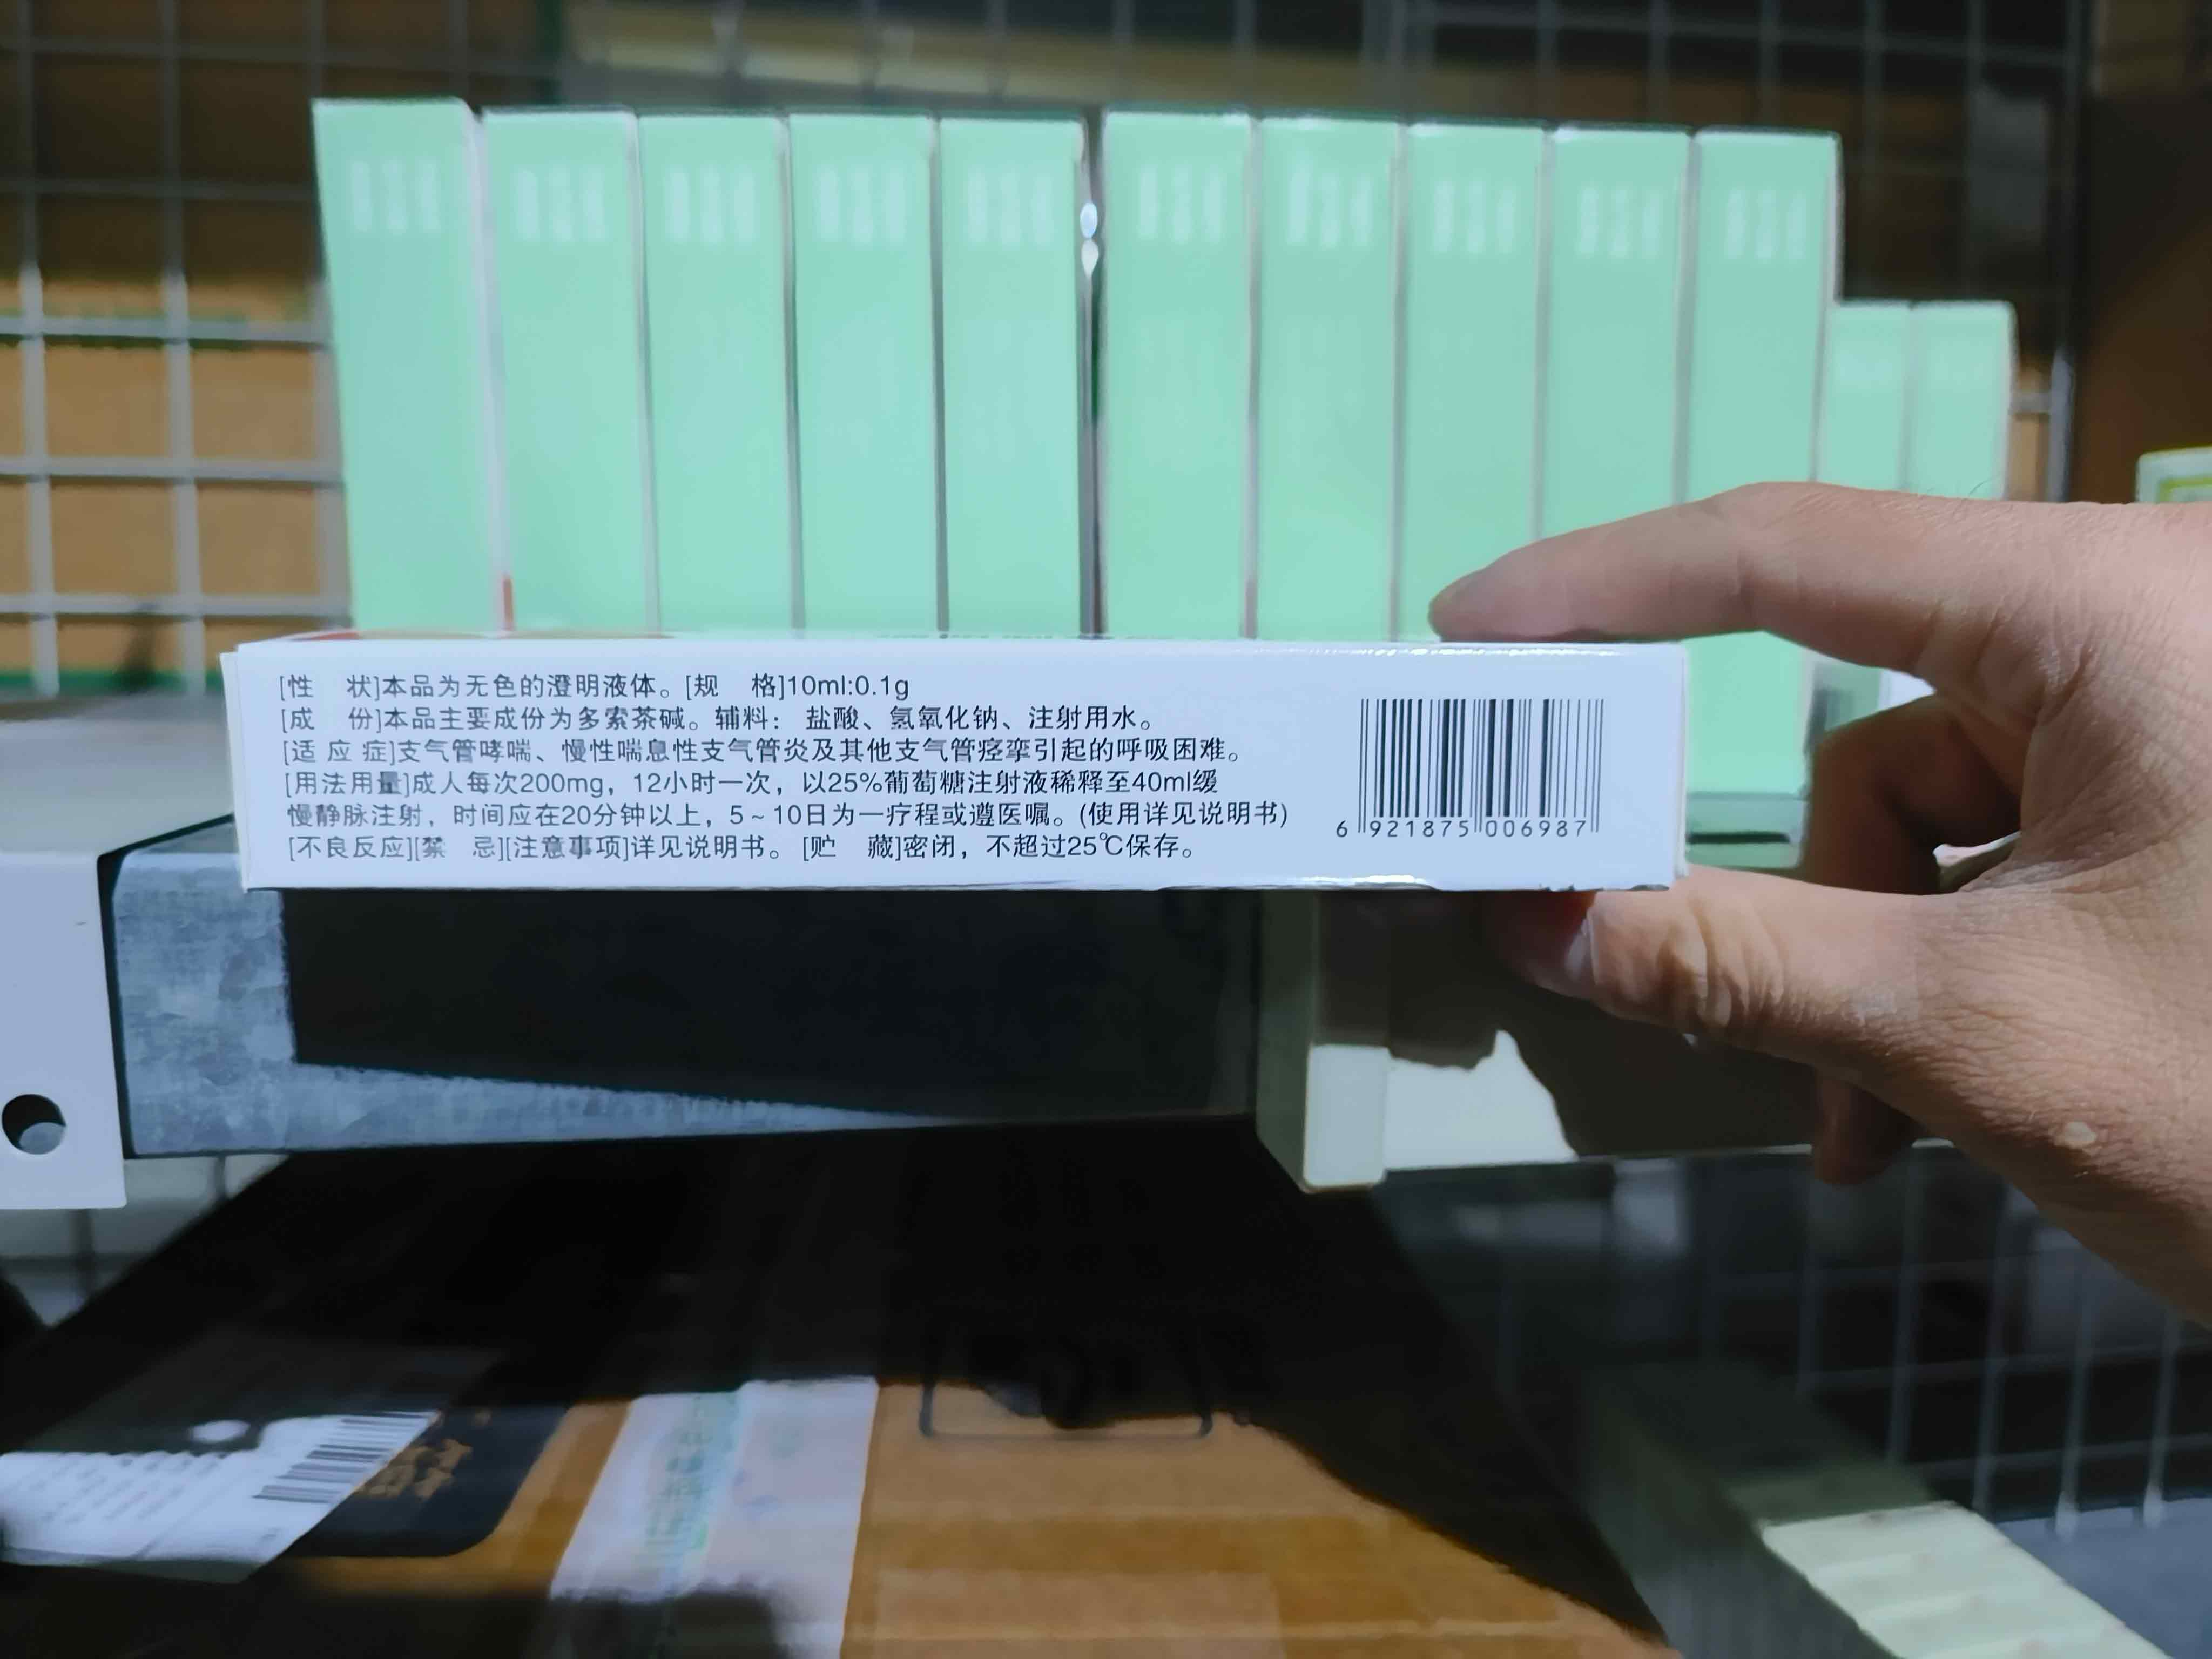 [性　状]本品为无色的澄明液体。[规　格]10ml:0.1g
[成　份]本品主要成份为多索茶碱。辅料： 盐酸、氢氧化钠、注射用水。
[适 应 症]支气管哮喘、慢性喘息性支气管炎及其他支气管痉挛引起的呼吸困难。
[用法用量]成人每次200mg，12小时一次，以25%葡萄糖注射液稀释至40ml缓
慢静脉注射，时间应在20分钟以上，5～10日为一疗程或遵医嘱。(使用详见说明书)
[不良反应][禁　忌][注意事项]详见说明书。 [贮　藏]密闭，不超过25℃保存。
6 921875 006987